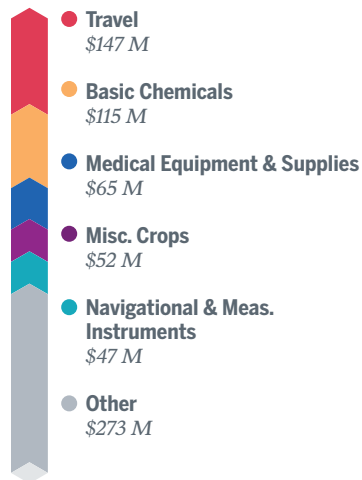 Travel
$147 M
Basic Chemicals
$115 M
Medical Equipment & Supplies
$65 M
Misc. Crops
$52 M
Navigational & Meas.
Instruments
$47 M
Other
$273 M